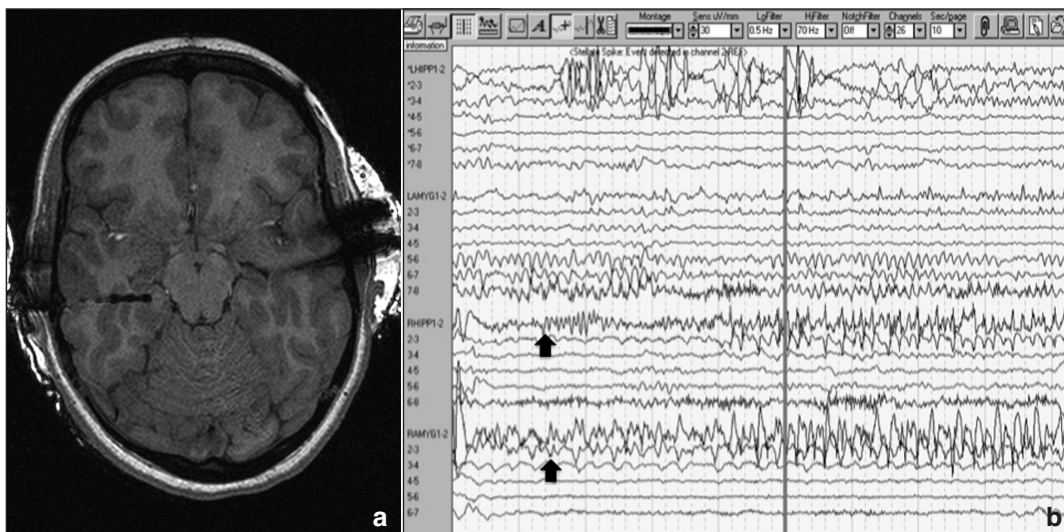 Montage Sens uV/mm LoFilter HiFilter NotchFilter Channels Sec/page
A 30 0.5 Hz 70 Hz Off 26 10
information
<Stellate Spike: Event detected in channel 2-REF>
*LHIPP1-2
*2-3
*3-4
*4-5
*5-6
*6-7
*7-8
LAMYG1-2
2-3
3-4
4-5
5-6
6-7
7-8
RHIPP1-2
2-3
3-4
4-5
5-6
6-8
RAMYG1-2
2-3
3-4
4-5
5-6
6-7
a
b